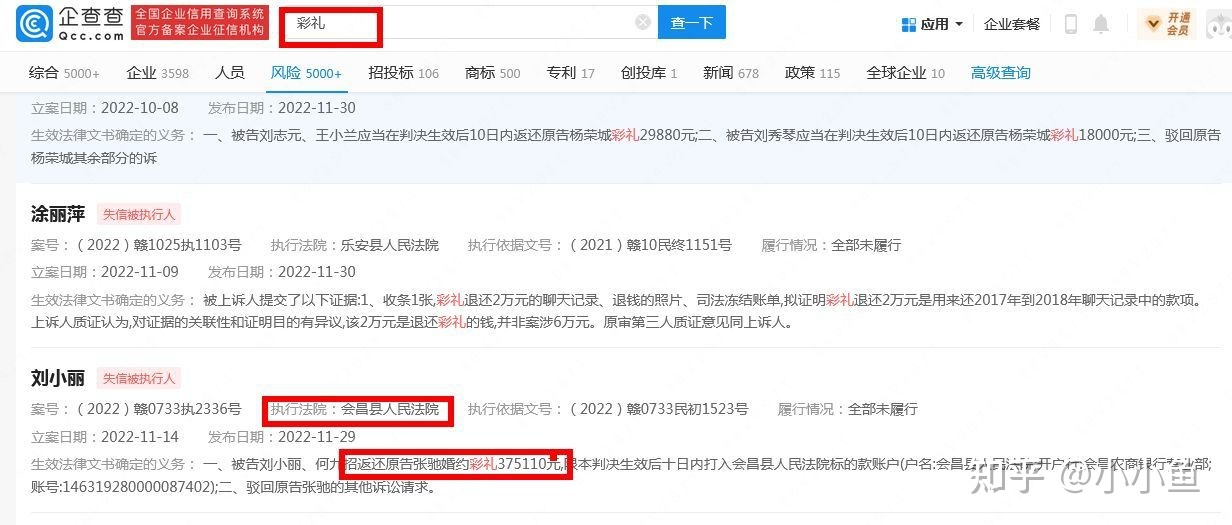 企查查
Qcc.com
全国企业信用查询系统
官方备案企业征信机构
彩礼
查一下
应用
企业套餐
开通会员
综合 5000+ 企业 3598 人员 风险 5000+ 招投标 106 商标 500 专利 17 创投库 1 新闻 678 政策 115 全球企业 10 高级查询
立案日期：2022-10-08 发布日期：2022-11-30
生效法律文书确定的义务： 一、被告刘志元、王小兰应当在判决生效后10日内返还原告杨荣城彩礼29880元;二、被告刘秀琴应当在判决生效后10日内返还原告杨荣城彩礼18000元;三、驳回原告
杨荣城其余部分的诉
涂丽萍 失信被执行人
案号：（2022）赣1025执1103号 执行法院：乐安县人民法院 执行依据文号：（2021）赣10民终1151号 履行情况：全部未履行
立案日期：2022-11-09 发布日期：2022-11-30
生效法律文书确定的义务： 被上诉人提交了以下证据:1、收条1张,彩礼退还2万元的聊天记录、退钱的照片、司法冻结账单,拟证明彩礼退还2万元是用来还2017年到2018年聊天记录中的款项。
上诉人质证认为,对证据的关联性和证明目的有异议,该2万元是退还彩礼的钱,并非案涉6万元。原审第三人质证意见同上诉人。
刘小丽 失信被执行人
案号：（2022）赣0733执2336号 执行法院：会昌县人民法院 执行依据文号：（2022）赣0733民初1523号 履行情况：全部未履行
立案日期：2022-11-14 发布日期：2022-11-29
生效法律文书确定的义务： 一、被告刘小丽、何九招返还原告张驰婚约彩礼375110元,限本判决生效后十日内打入会昌县人民法院标的款账户(户名:会昌县人民法院,开户行:会昌农商银行营业部;
账号:146319280000087402);二、驳回原告张驰的其他诉讼请求。
知乎 @小小鱼